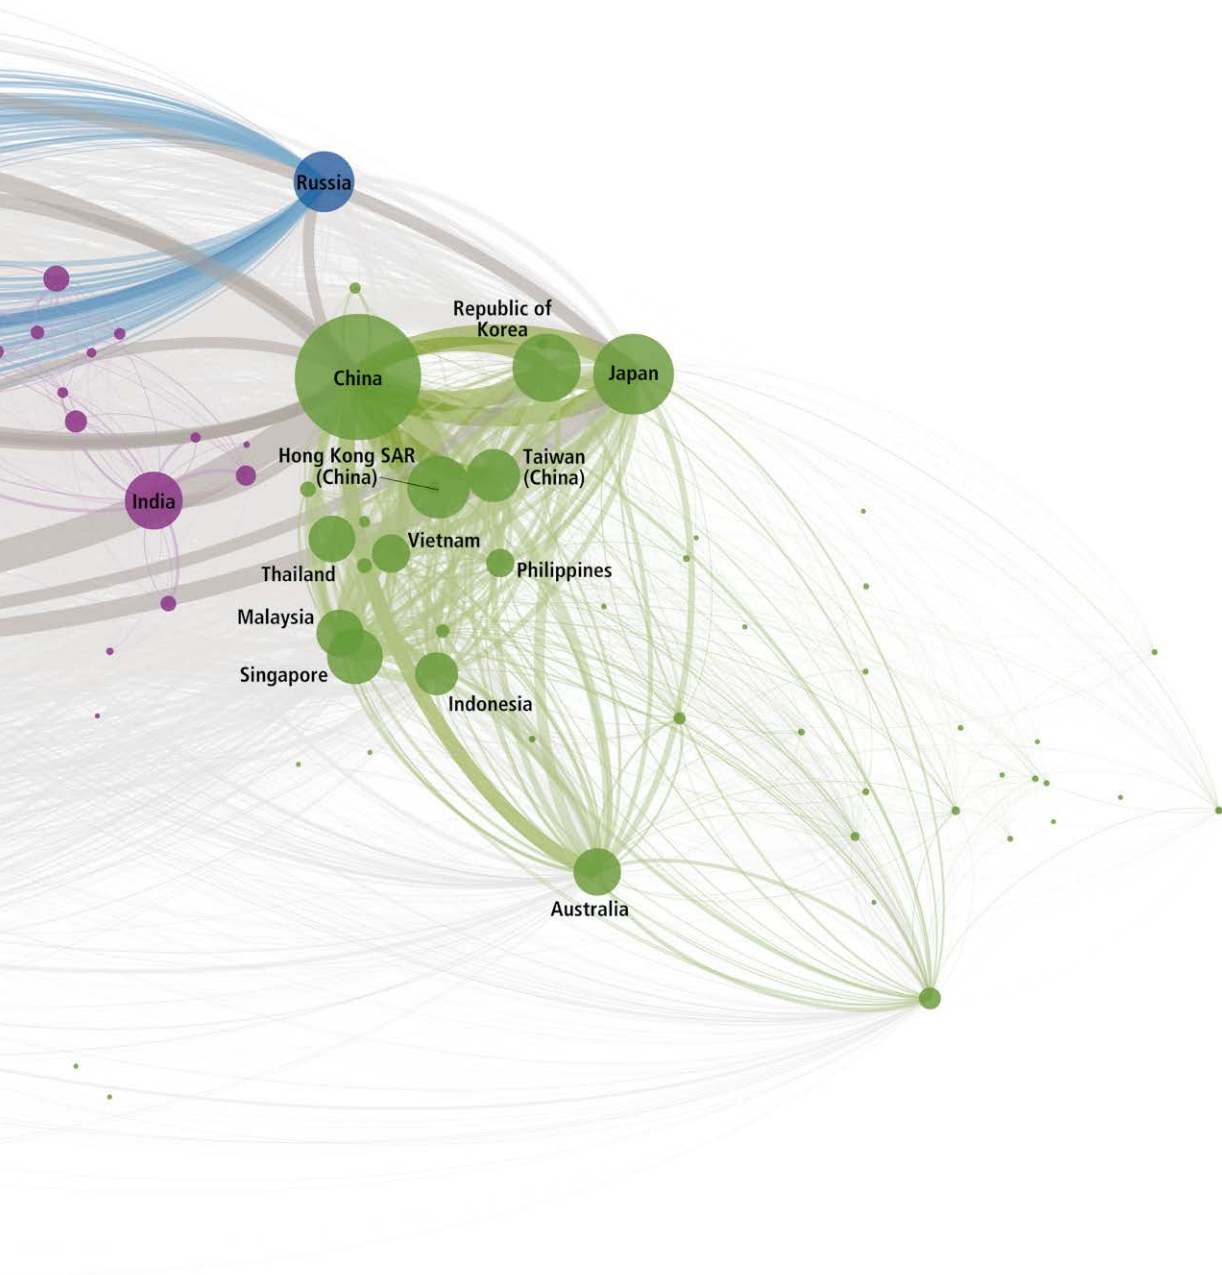 Russia
Republic of
Korea
China
Japan
Hong Kong SAR
(China)
Taiwan
(China)
India
Vietnam
Thailand
Philippines
Malaysia
Singapore
Indonesia
Australia